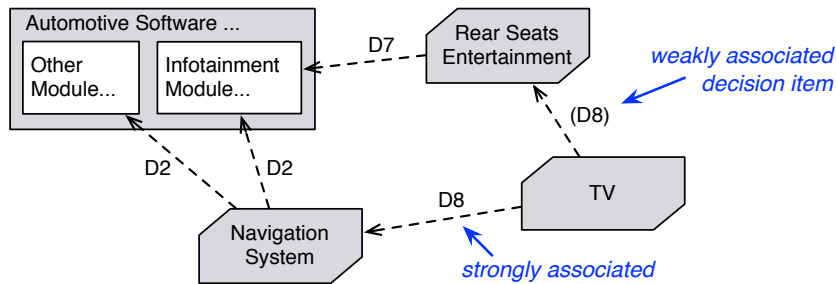 Automotive Software ...
Other
Module...
Infotainment
Module...
D7
Rear Seats
Entertainment
weakly associated
decision item
(D8)
D2
D2
D8
TV
Navigation
System
strongly associated